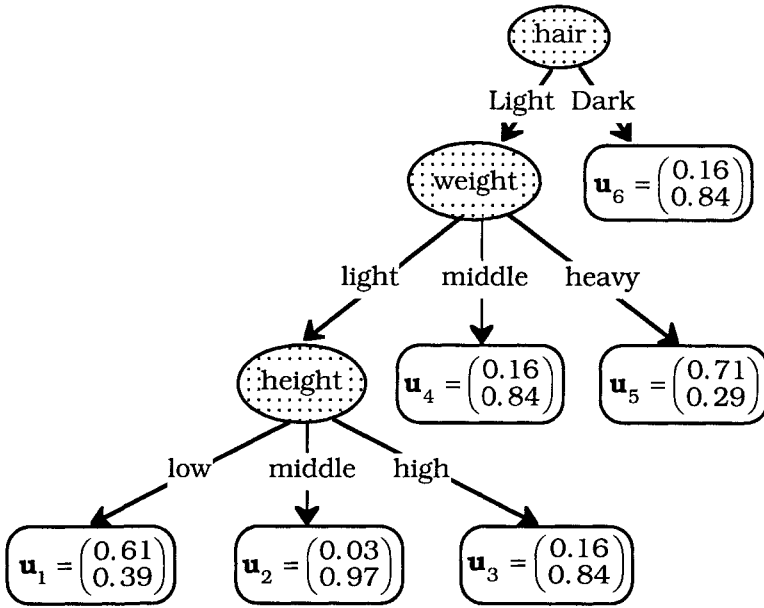 hair
Light Dark
weight
u₆ = (0.16
0.84)
light middle heavy
height
u₄ = (0.16
0.84)
u₅ = (0.71
0.29)
low middle high
u₁ = (0.61
0.39)
u₂ = (0.03
0.97)
u₃ = (0.16
0.84)